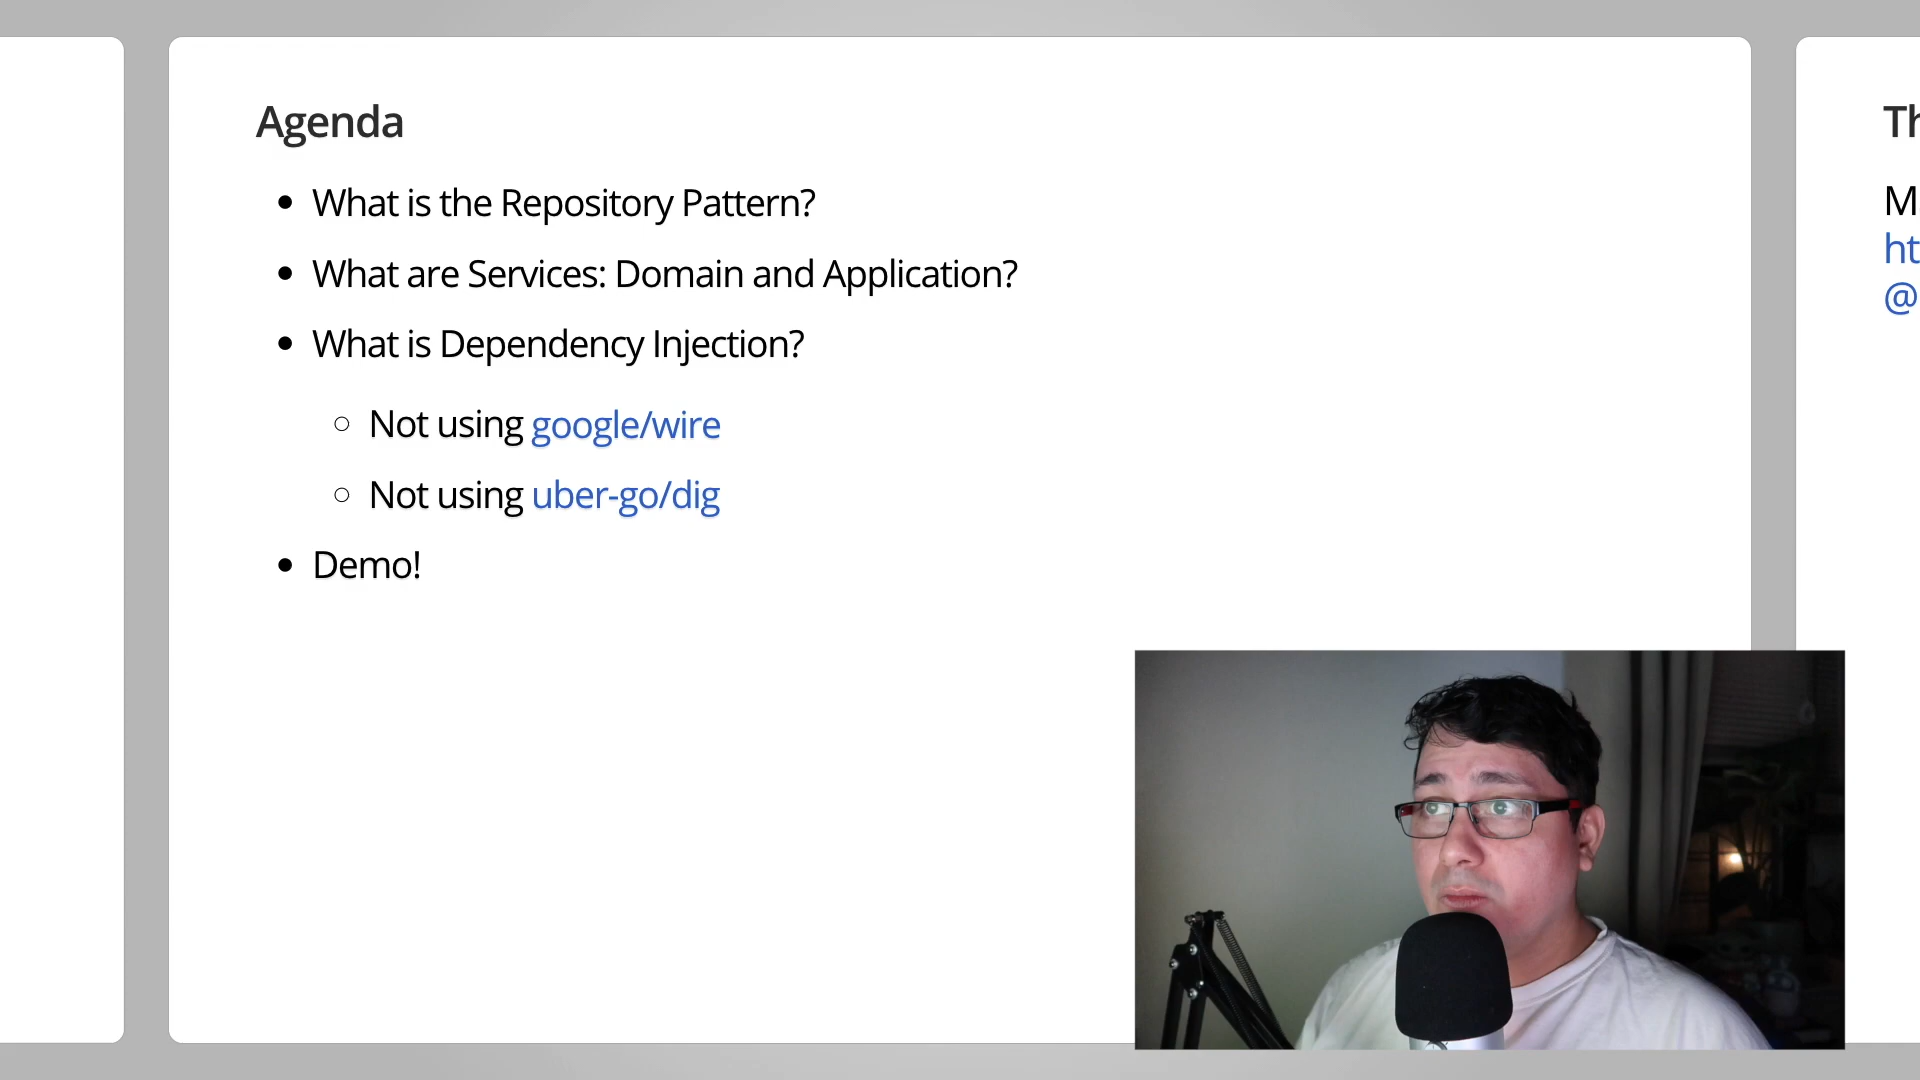 Agenda
What is the Repository Pattern?
What are Services: Domain and Application?
What is Dependency Injection?
Not using google/wire
Not using uber-go/dig
Demo!